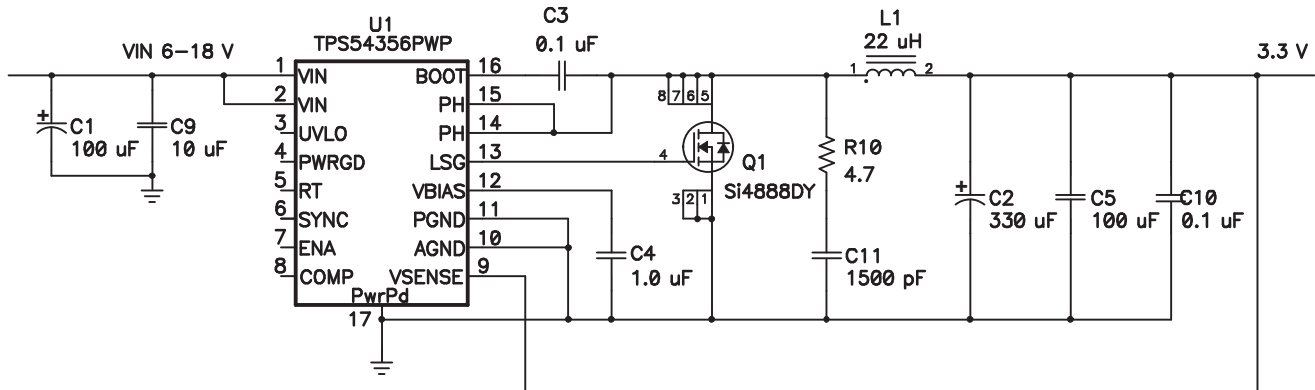 U1
TPS54356PWP
C3
0.1 uF
L1
22 uH
VIN 6-18 V
3.3 V
1
VIN
BOOT
16
2
VIN
PH
15
3
UVLO
PH
14
4
PWRGD
LSG
13
5
RT
VBIAS
12
6
SYNC
PGND
11
7
ENA
AGND
10
8
COMP
VSENSE
9
PwrPd
17
C1
100 uF
C9
10 uF
8 7 6 5
4
Q1
Si4888DY
3 2 1
C4
1.0 uF
1
2
R10
4.7
C11
1500 pF
C2
330 uF
C5
100 uF
C10
0.1 uF